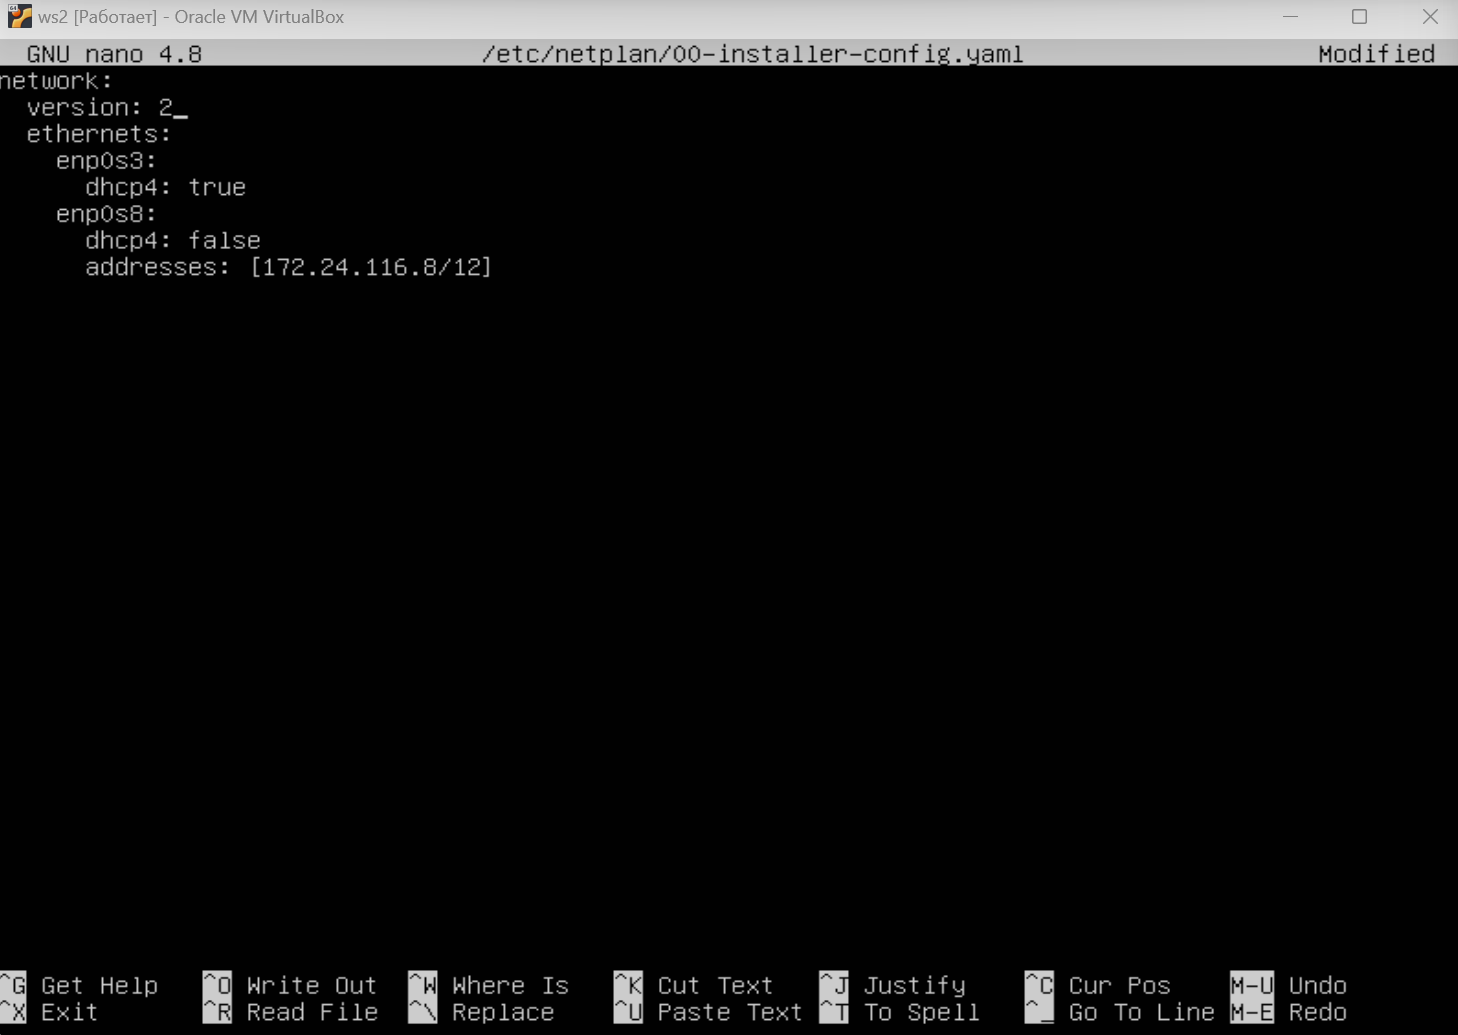 ws2 [Работает] - Oracle VM VirtualBox
GNU nano 4.8 /etc/netplan/00-installer-config.yaml Modified
network:
  version: 2_
  ethernets:
    enp0s3:
      dhcp4: true
    enp0s8:
      dhcp4: false
      addresses: [172.24.116.8/12]
^G Get Help ^O Write Out ^W Where Is ^K Cut Text ^J Justify ^C Cur Pos M-U Undo
^X Exit ^R Read File ^\ Replace ^U Paste Text ^T To Spell ^_ Go To Line M-E Redo